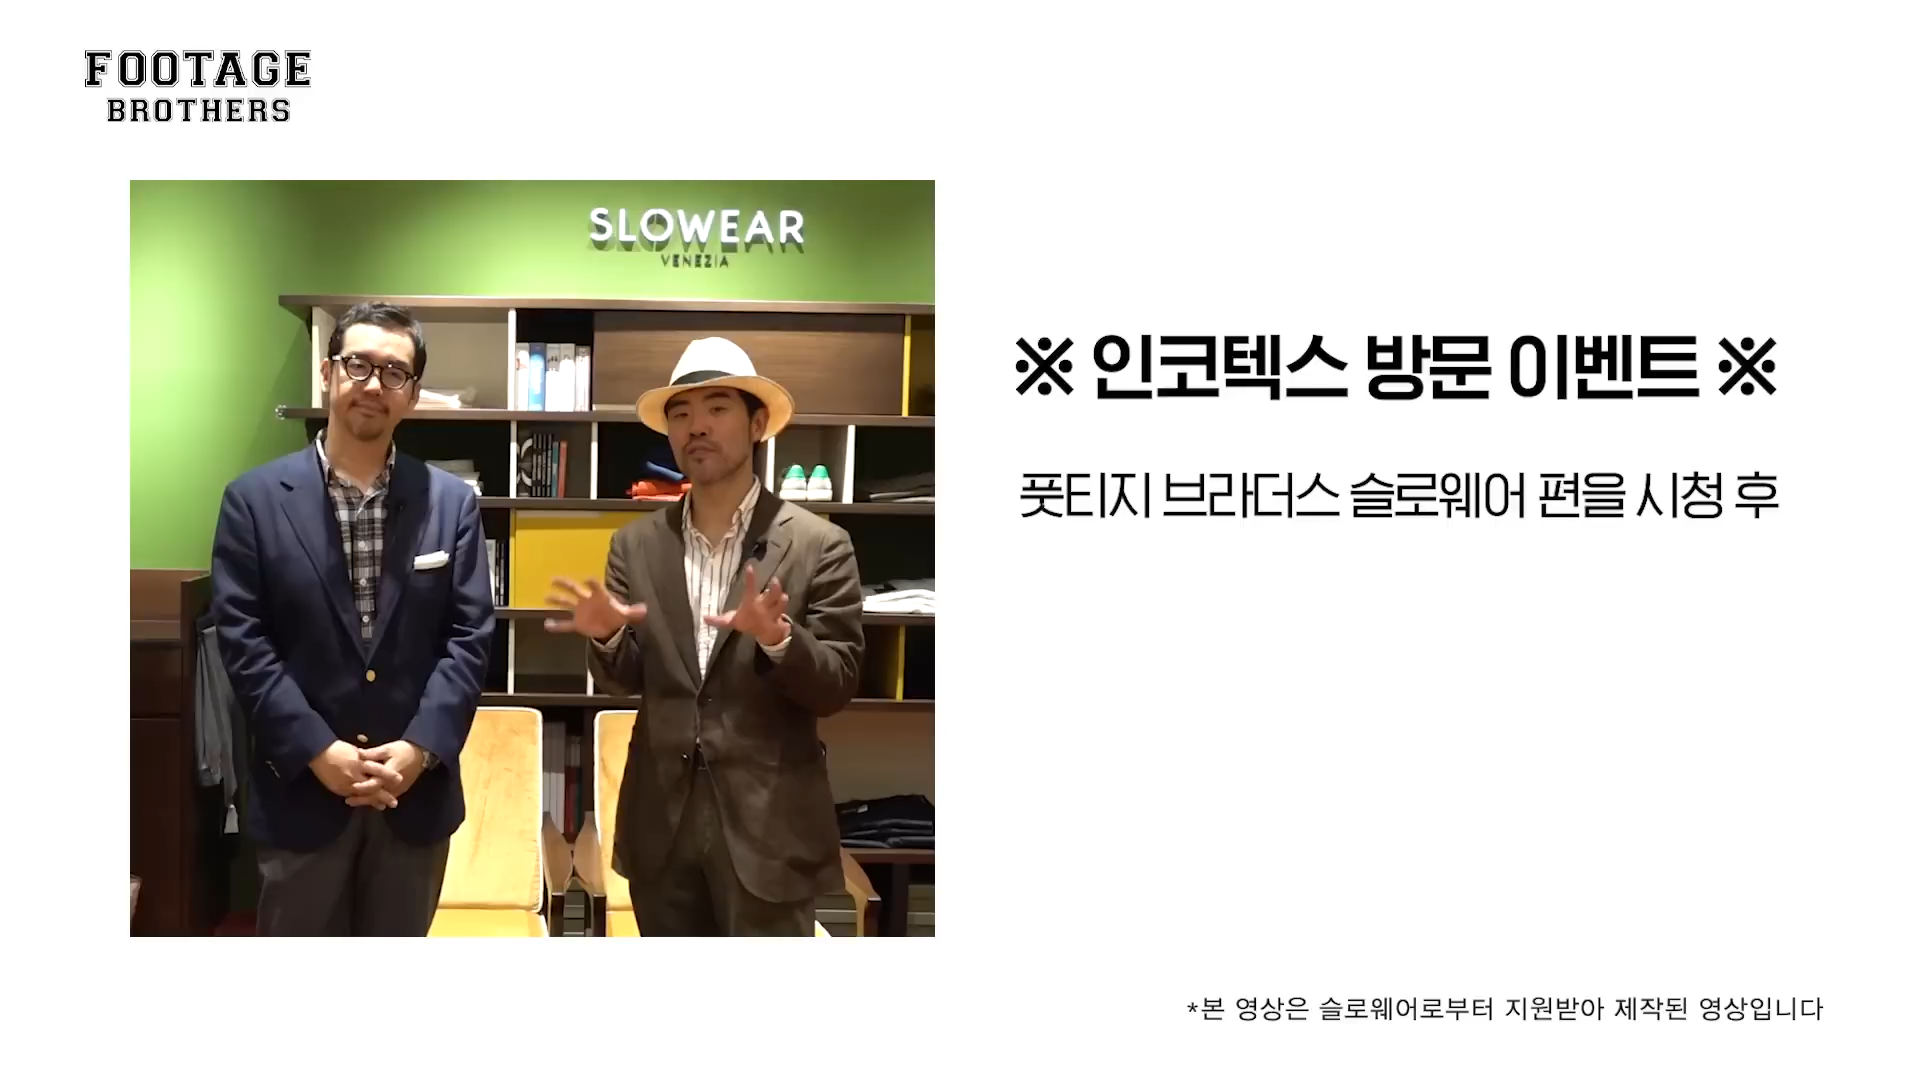 FOOTAGE
BROTHERS
SLOWEAR
VENEZIA
※ 인코텍스 방문 이벤트 ※
풋티지 브라더스 슬로웨어 편을 시청 후
*본 영상은 슬로웨어로부터 지원받아 제작된 영상입니다